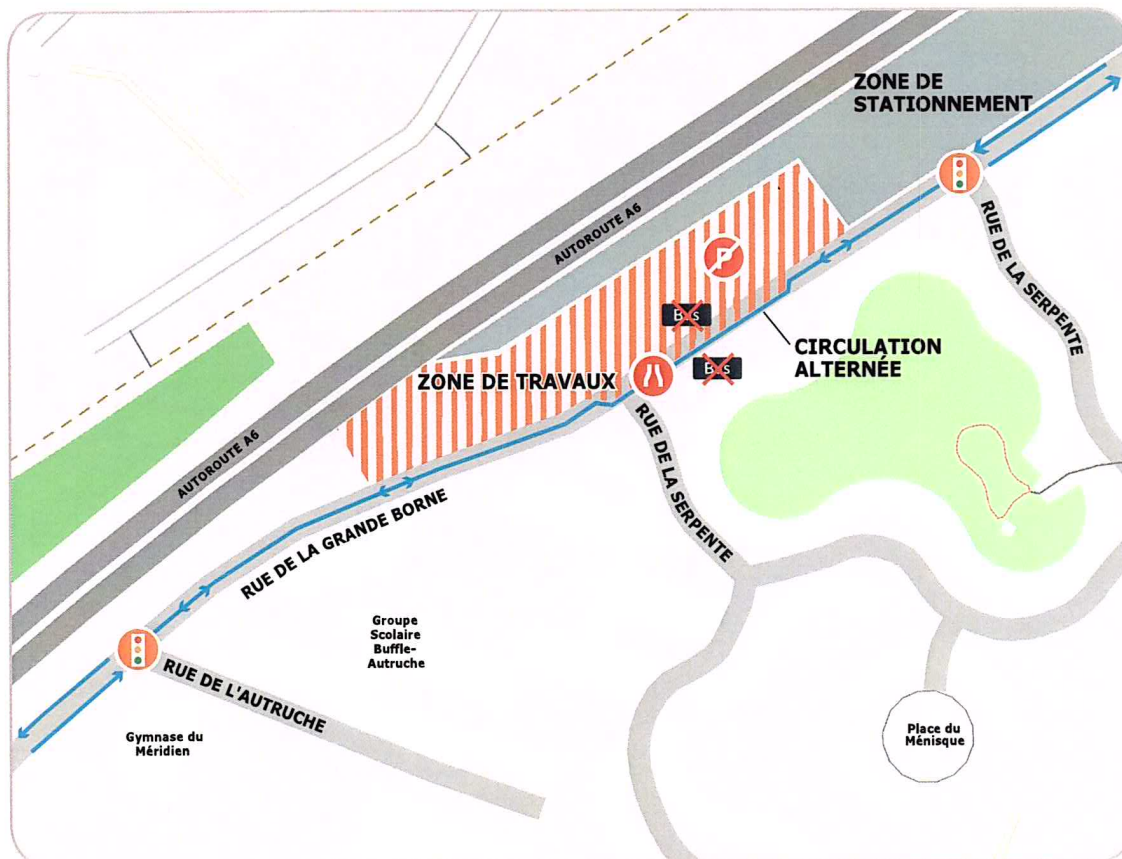 ZONE DE
STATIONNEMENT
AUTOROUTE A6
AUTOROUTE A6
RUE DE LA SERPENTE
P
Bus
CIRCULATION
ALTERNÉE
Bus
ZONE DE TRAVAUX
RUE DE LA SERPENTE
AUTOROUTE A6
RUE DE LA GRANDE BORNE
Groupe
Scolaire
Buffle-
Autruche
RUE DE L'AUTRUCHE
Gymnase du
Méridien
Place du
Ménisque